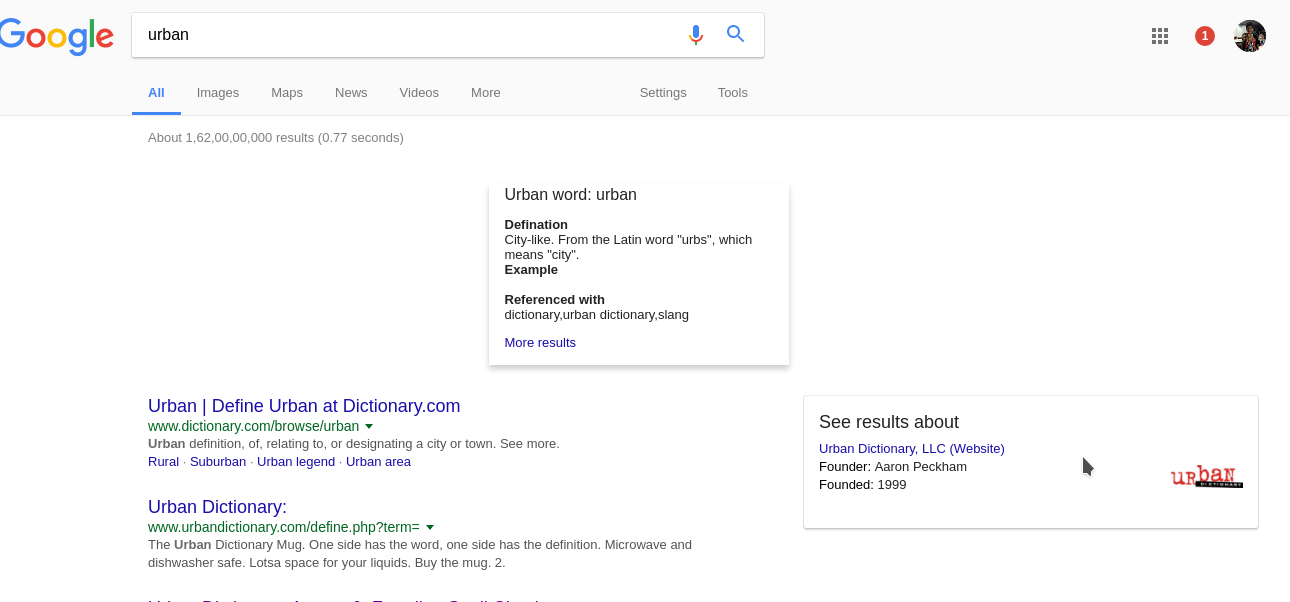 Google
urban
1
All Images Maps News Videos More Settings Tools
About 1,62,00,00,000 results (0.77 seconds)
Urban word: urban
Defination
City-like. From the Latin word "urbs", which
means "city".
Example
Referenced with
dictionary,urban dictionary,slang
More results
Urban | Define Urban at Dictionary.com
www.dictionary.com/browse/urban
Urban definition, of, relating to, or designating a city or town. See more.
Rural · Suburban · Urban legend · Urban area
Urban Dictionary:
www.urbandictionary.com/define.php?term=
The Urban Dictionary Mug. One side has the word, one side has the definition. Microwave and
dishwasher safe. Lotsa space for your liquids. Buy the mug. 2.
See results about
Urban Dictionary, LLC (Website)
Founder: Aaron Peckham
Founded: 1999
urban
DICTIONARY